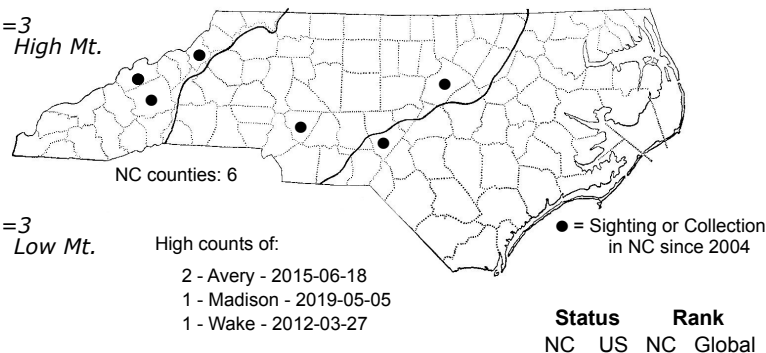 =3
High Mt.
NC counties: 6
=3
Low Mt.
High counts of:
2 - Avery - 2015-06-18
1 - Madison - 2019-05-05
1 - Wake - 2012-03-27
● = Sighting or Collection
in NC since 2004
Status Rank
NC US NC Global